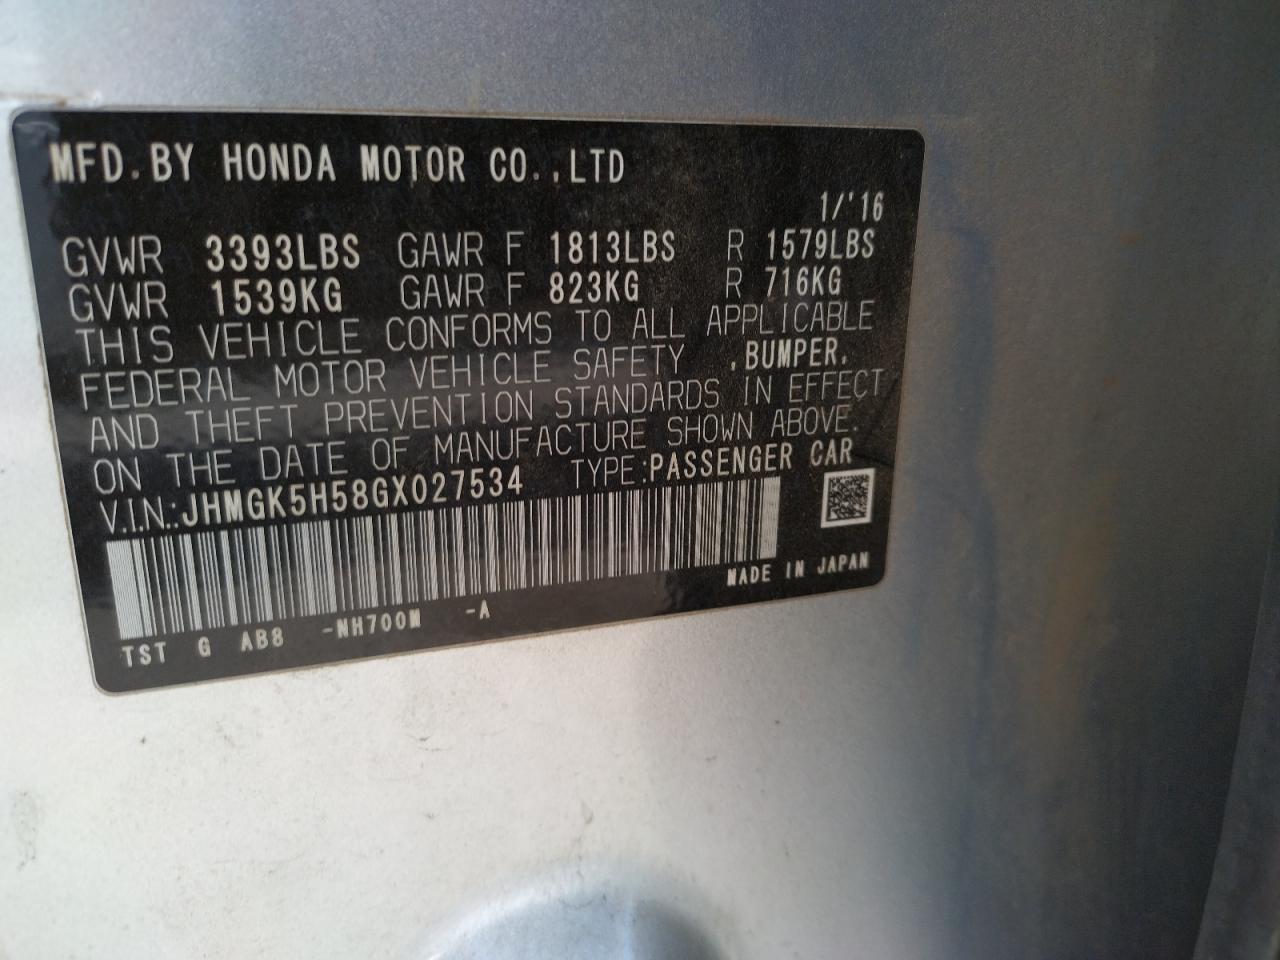 MFD.BY HONDA MOTOR CO.,LTD
1/'16
GVWR 3393LBS GAWR F 1813LBS R 1579LBS
GVWR 1539KG GAWR F 823KG R 716KG
THIS VEHICLE CONFORMS TO ALL APPLICABLE
FEDERAL MOTOR VEHICLE SAFETY ,BUMPER,
AND THEFT PREVENTION STANDARDS IN EFFECT
ON THE DATE OF MANUFACTURE SHOWN ABOVE.
V.I.N.:JHMGK5H58GX027534 TYPE:PASSENGER CAR
MADE IN JAPAN
TST G AB8 -NH700M -A